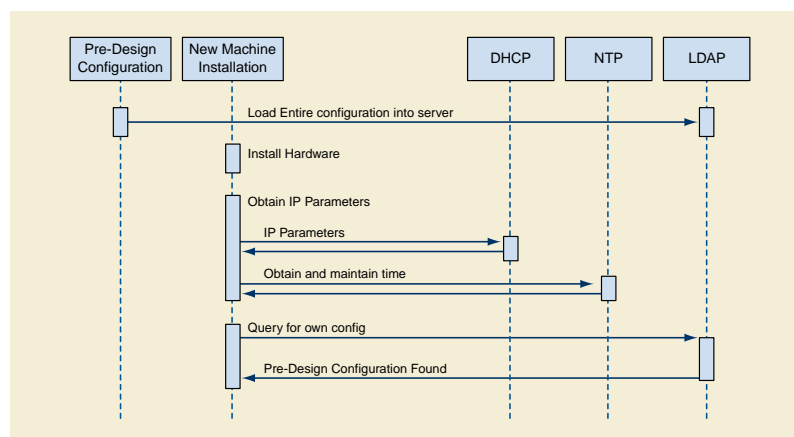 Pre-Design
Configuration
New Machine
Installation
DHCP
NTP
LDAP
Load Entire configuration into server
Install Hardware
Obtain IP Parameters
IP Parameters
Obtain and maintain time
Query for own config
Pre-Design Configuration Found